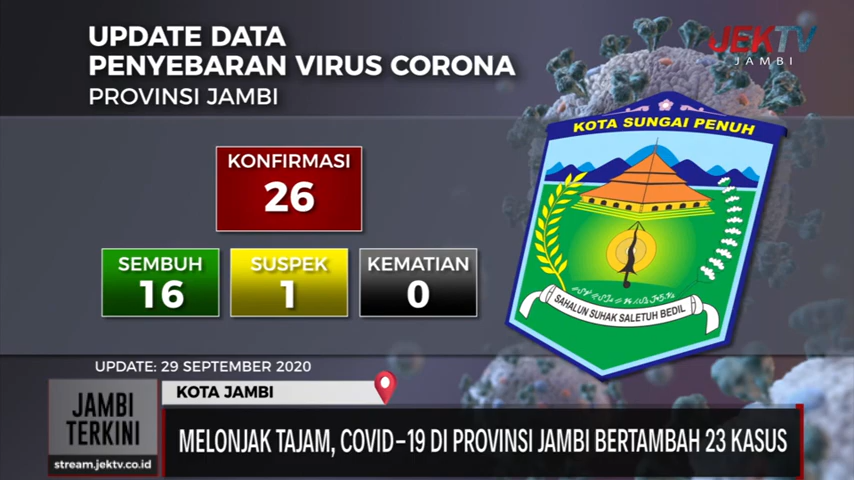 UPDATE DATA
PENYEBARAN VIRUS CORONA
PROVINSI JAMBI
JEKTV
JAMBI
KONFIRMASI
26
SEMBUH
16
SUSPEK
1
KEMATIAN
0
KOTA SUNGAI PENUH
SAHALUN SUHAK SALETUH BEDIL
UPDATE: 29 SEPTEMBER 2020
JAMBI
TERKINI
stream.jektv.co.id
KOTA JAMBI
MELONJAK TAJAM, COVID-19 DI PROVINSI JAMBI BERTAMBAH 23 KASUS